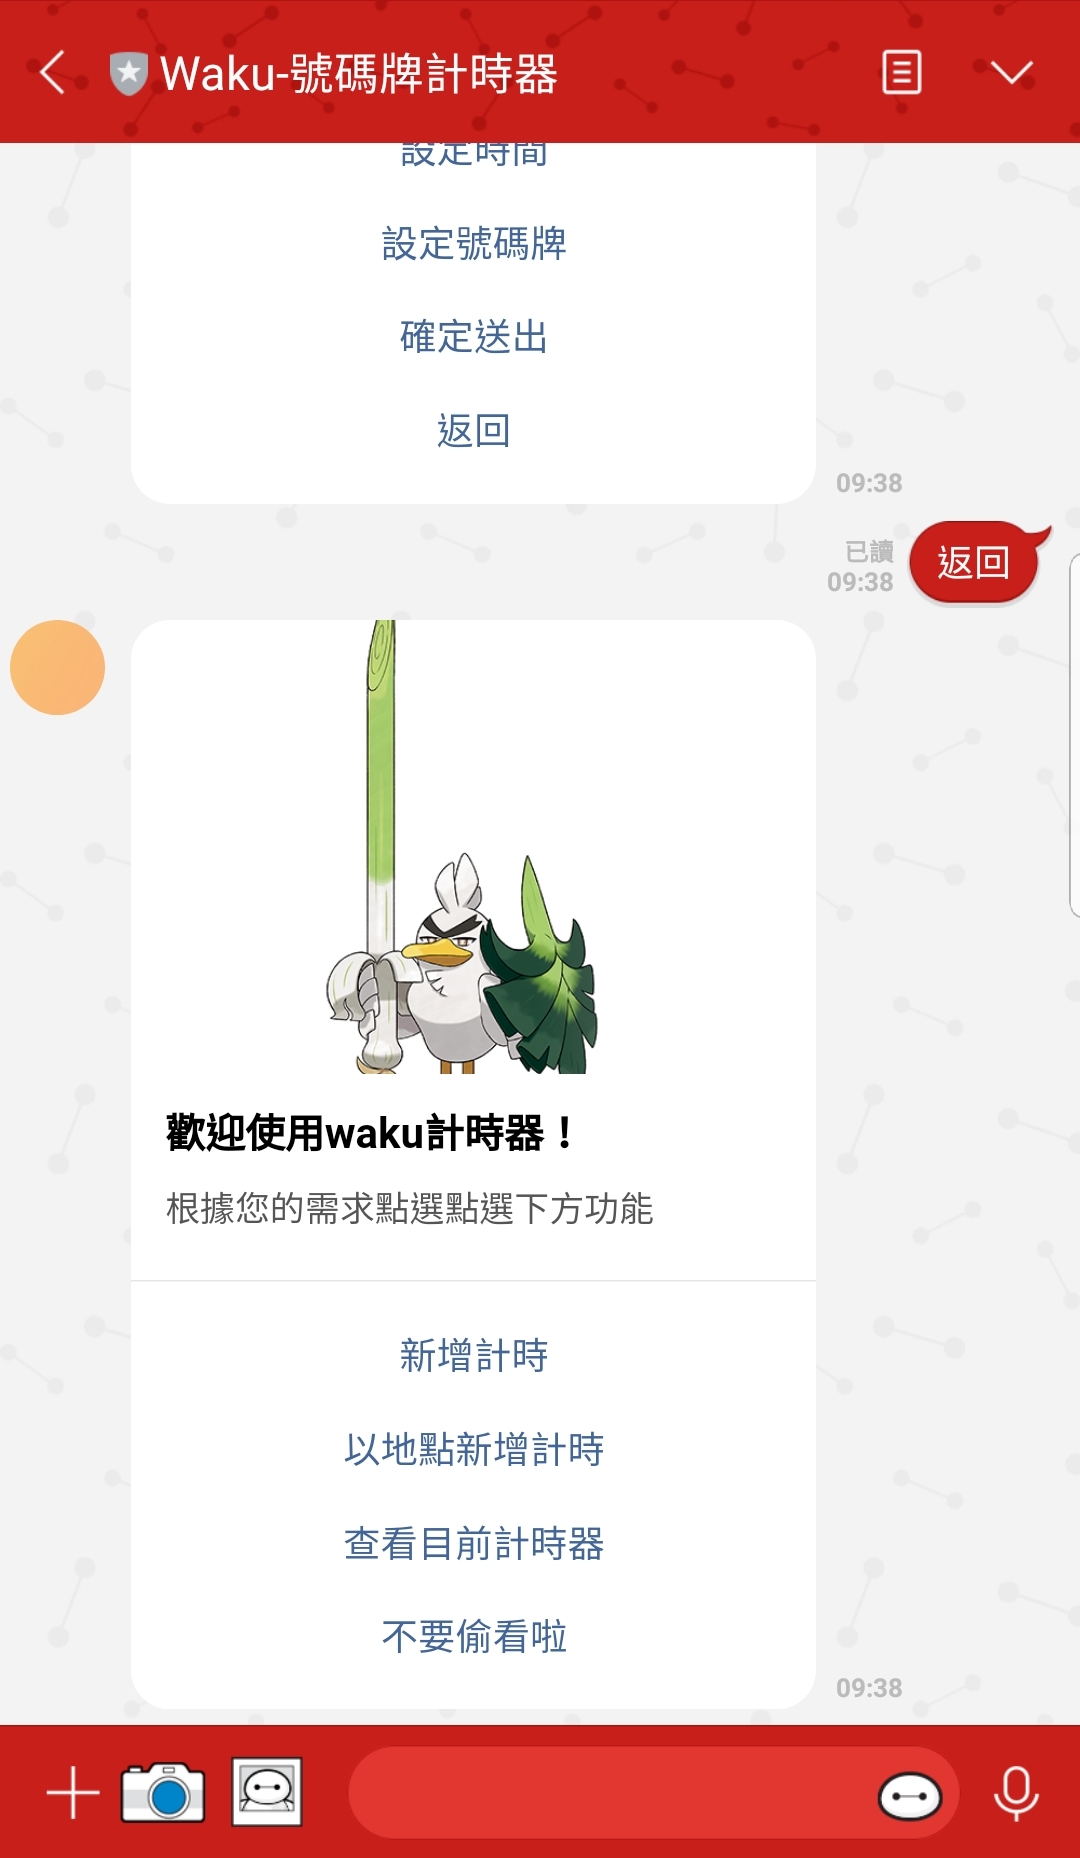 Waku-號碼牌計時器
設定時間
設定號碼牌
確定送出
返回
09:38
已讀
09:38
返回
歡迎使用waku計時器！
根據您的需求點選點選下方功能
新增計時
以地點新增計時
查看目前計時器
不要偷看啦
09:38